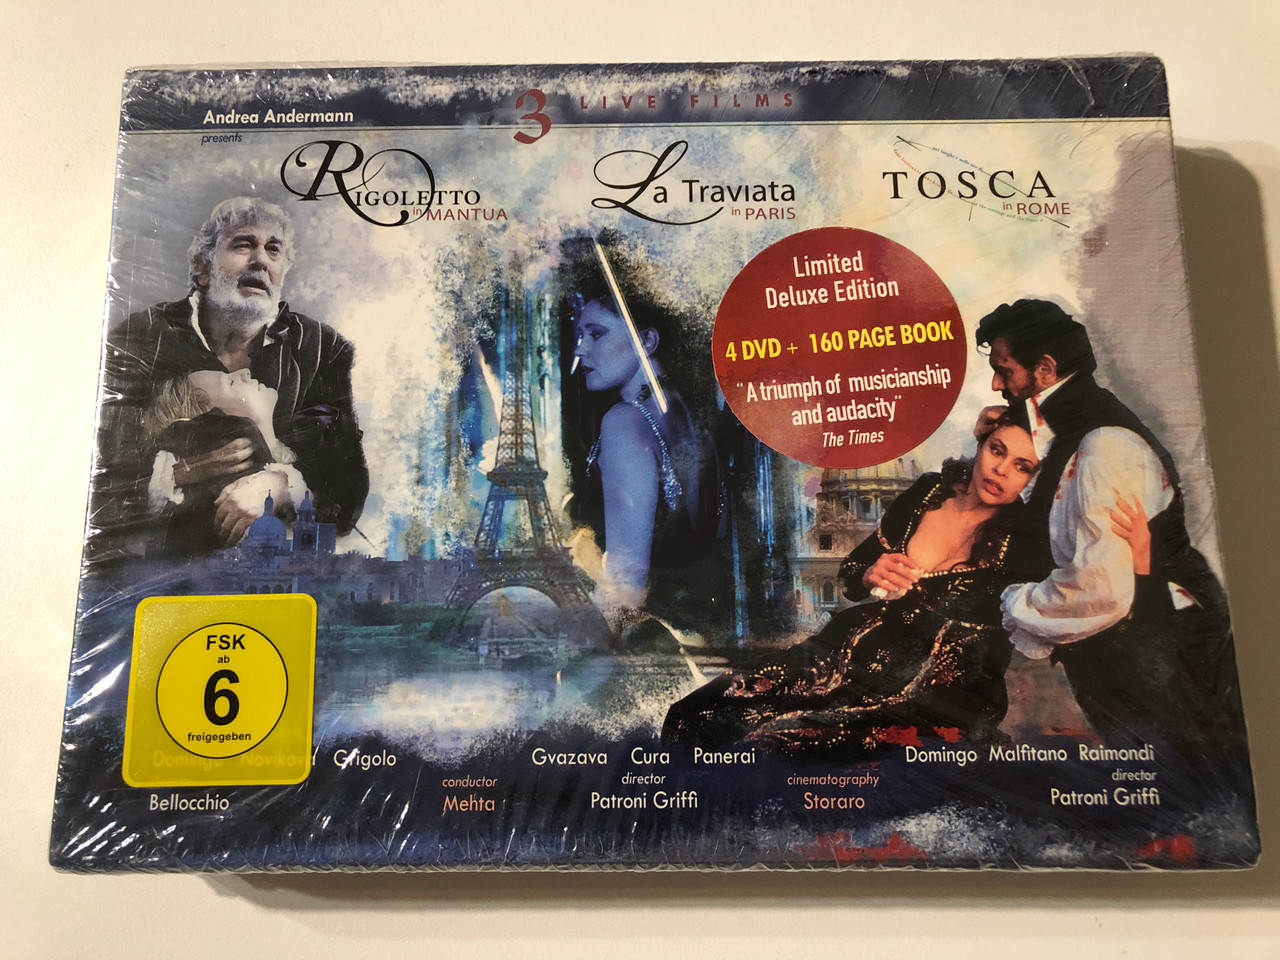 Andrea Andermann
presents
3 LIVE FILMS
Rigoletto
in MANTUA
La Traviata
in PARIS
TOSCA
in ROME
Limited
Deluxe Edition
4 DVD + 160 PAGE BOOK
"A triumph of musicianship
and audacity"
The Times
FSK
ab
6
freigegeben
Domingo Novikova Grigolo
Bellocchio
conductor
Mehta
Gvazava Cura Panerai
director
Patroni Griffi
cinematography
Storaro
Domingo Malfitano Raimondi
director
Patroni Griffi